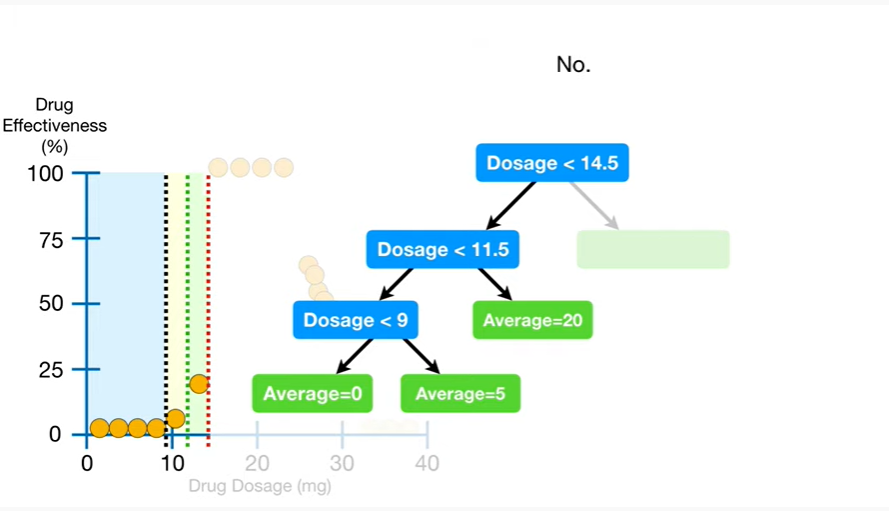 No.
Drug
Effectiveness
(%)
100
75
50
25
0
0 10 20 30 40
Drug Dosage (mg)
Dosage < 14.5
Dosage < 11.5
Dosage < 9
Average=20
Average=0
Average=5